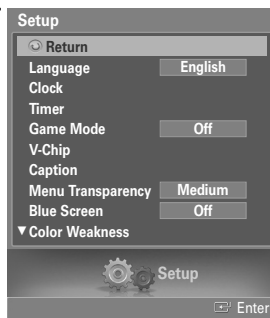 Setup
Return
Language English
Clock
Timer
Game Mode Off
V-Chip
Caption
Menu Transparency Medium
Blue Screen Off
▼Color Weakness
Setup
Enter